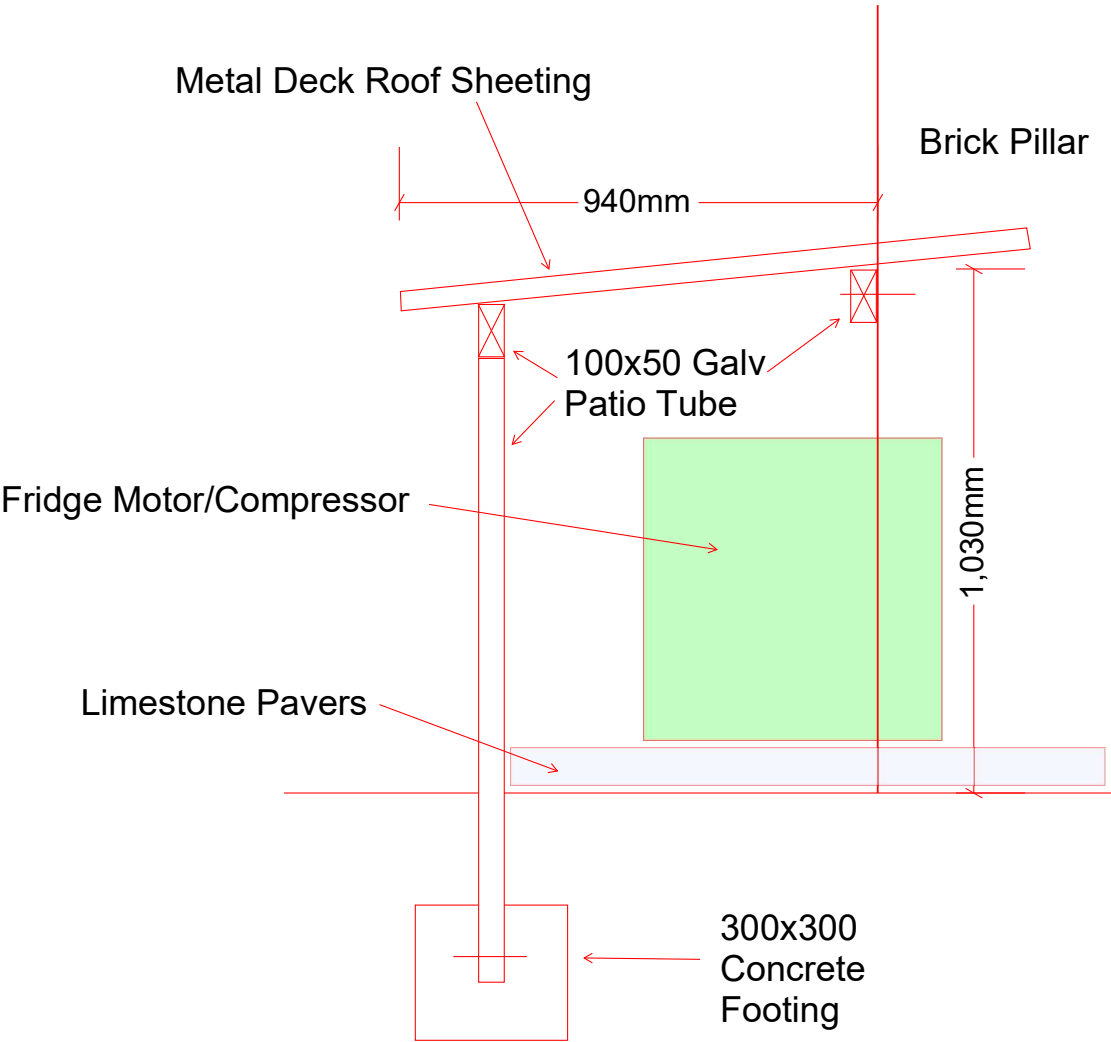 Metal Deck Roof Sheeting
Brick Pillar
940mm
100x50 Galv
Patio Tube
Fridge Motor/Compressor
1,030mm
Limestone Pavers
300x300
Concrete
Footing